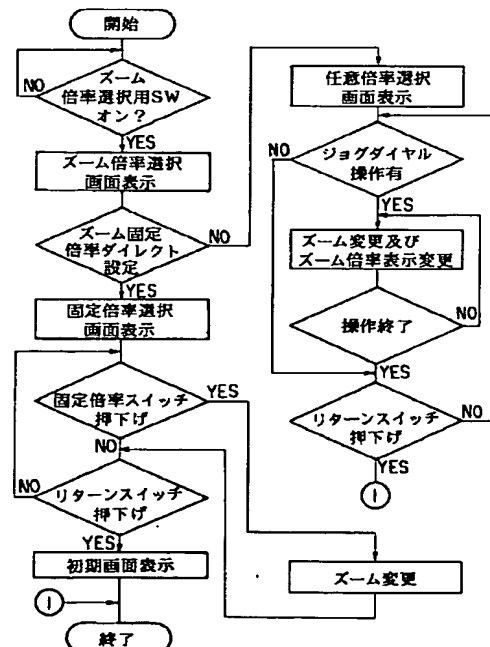 開始
ズーム
倍率選択用SW
オン？
NO
YES
ズーム倍率選択
画面表示
ズーム固定
倍率ダイレクト
設定
NO
YES
固定倍率選択
画面表示
固定倍率スイッチ
押下げ
YES
NO
リターンスイッチ
押下げ
NO
YES
初期画面表示
1
終了
任意倍率選択
画面表示
ジョグダイヤル
操作有
NO
YES
ズーム変更及び
ズーム倍率表示変更
操作終了
NO
YES
リターンスイッチ
押下げ
NO
YES
1
ズーム変更